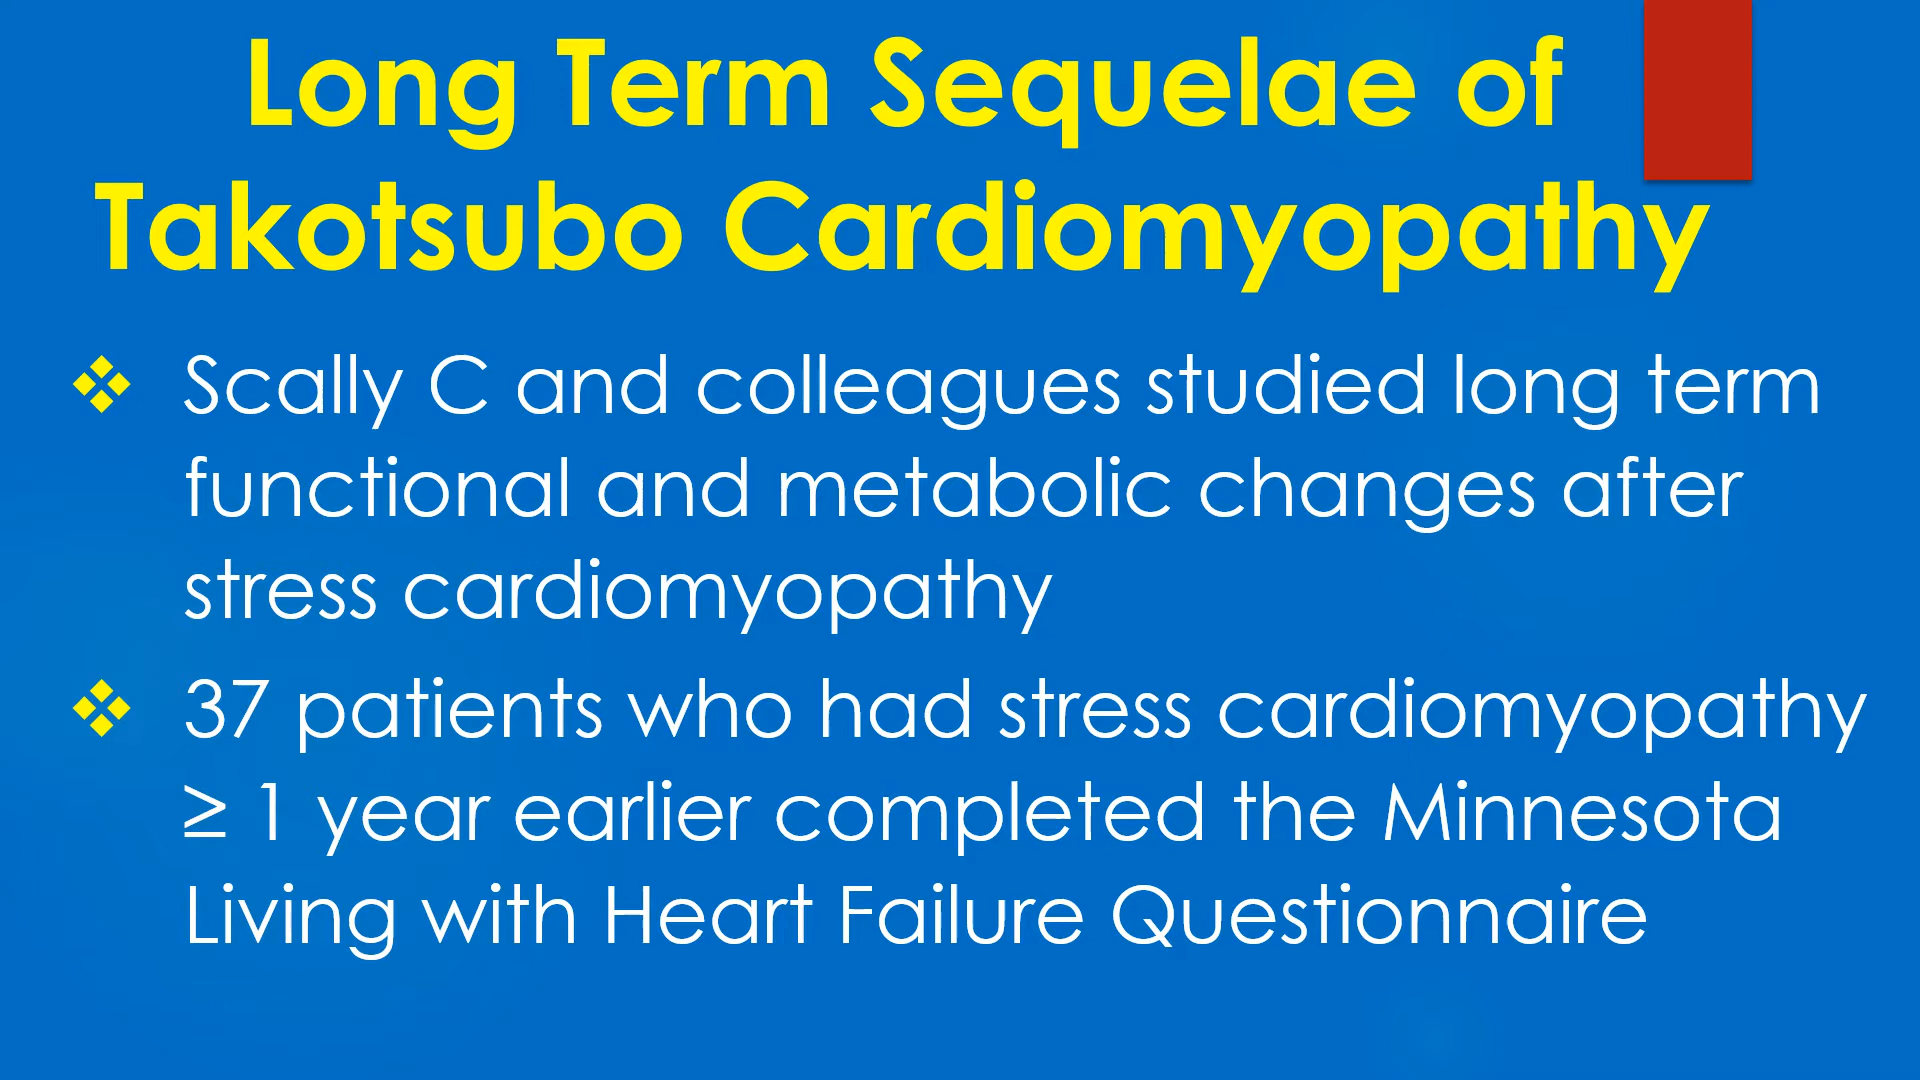 Long Term Sequelae of
Takotsubo Cardiomyopathy
❖ Scally C and colleagues studied long term
functional and metabolic changes after
stress cardiomyopathy
❖ 37 patients who had stress cardiomyopathy
≥ 1 year earlier completed the Minnesota
Living with Heart Failure Questionnaire